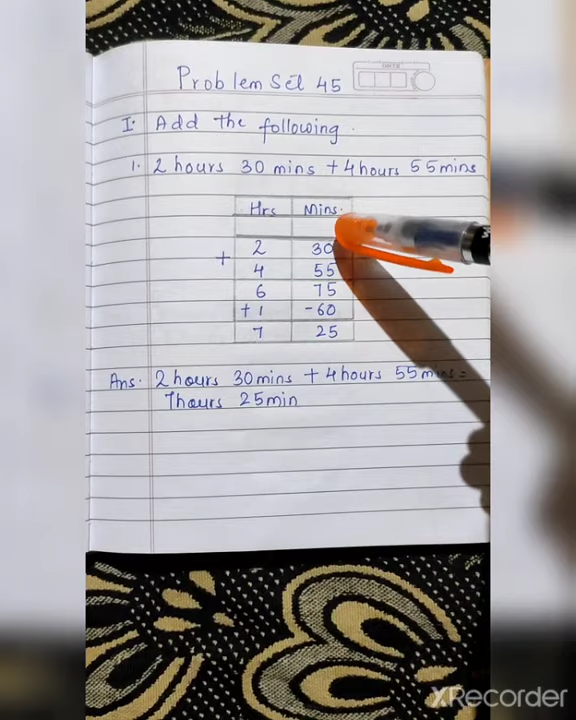 Problem Set 45
DATE
I. Add the following.
1. 2 hours 30 mins + 4 hours 55 mins
Hrs Mins.
+ 2 30
4 55
6 75
+ 1 - 60
7 25
Ans. 2 hours 30 mins + 4 hours 55 mins =
7 hours 25 min
XRecorder